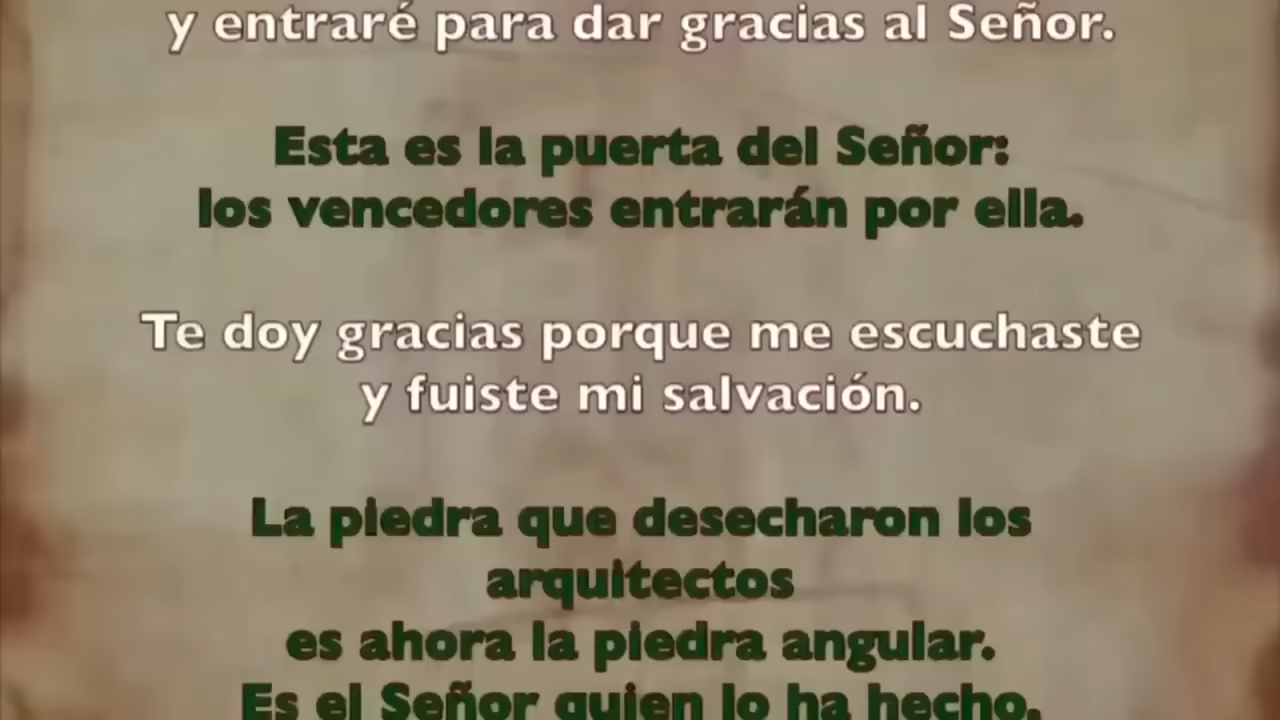 y entraré para dar gracias al Señor.
Esta es la puerta del Señor:
los vencedores entrarán por ella.
Te doy gracias porque me escuchaste
y fuiste mi salvación.
La piedra que desecharon los
arquitectos
es ahora la piedra angular.
Es el Señor quien lo ha hecho,